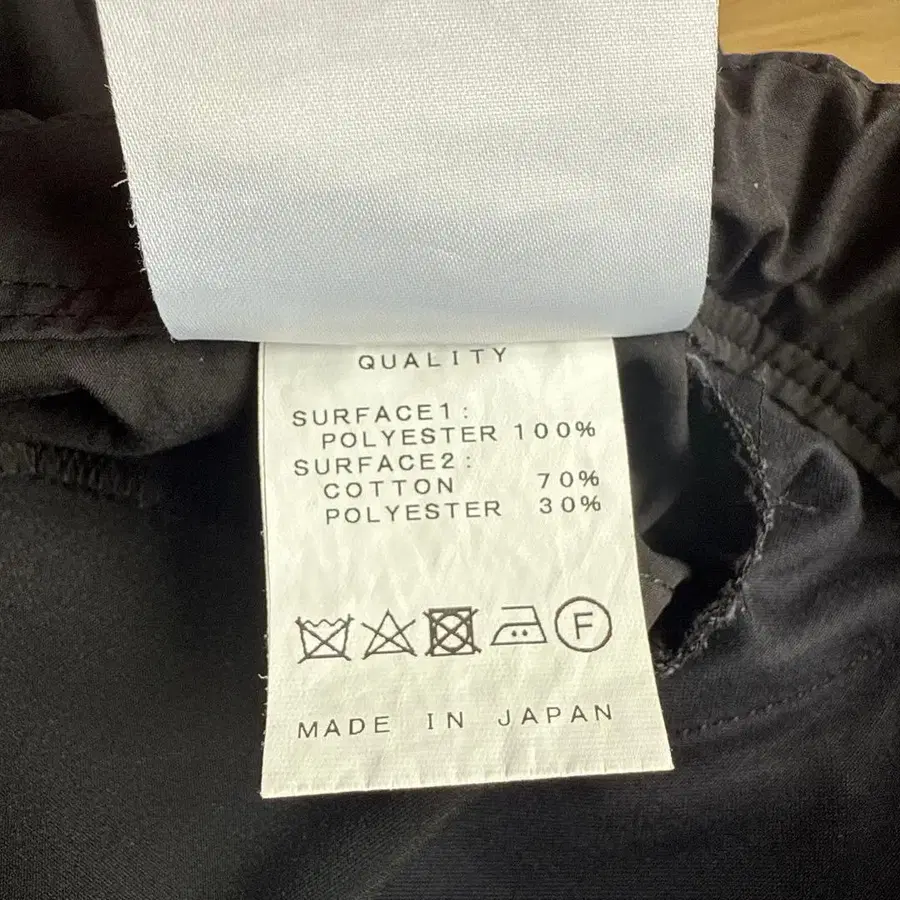 QUALITY
SURFACE1:
POLYESTER 100%
SURFACE2:
COTTON 70%
POLYESTER 30%
F
MADE IN JAPAN